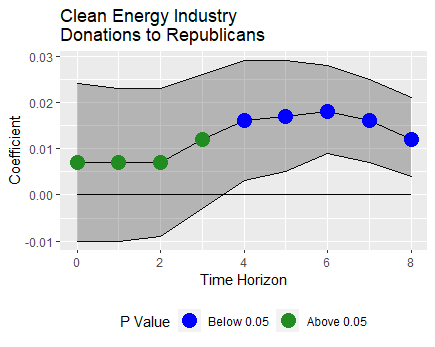 Clean Energy Industry
Donations to Republicans
0.03
0.02
0.01
0.00
-0.01
Coefficient
0 2 4 6 8
Time Horizon
P Value Below 0.05 Above 0.05